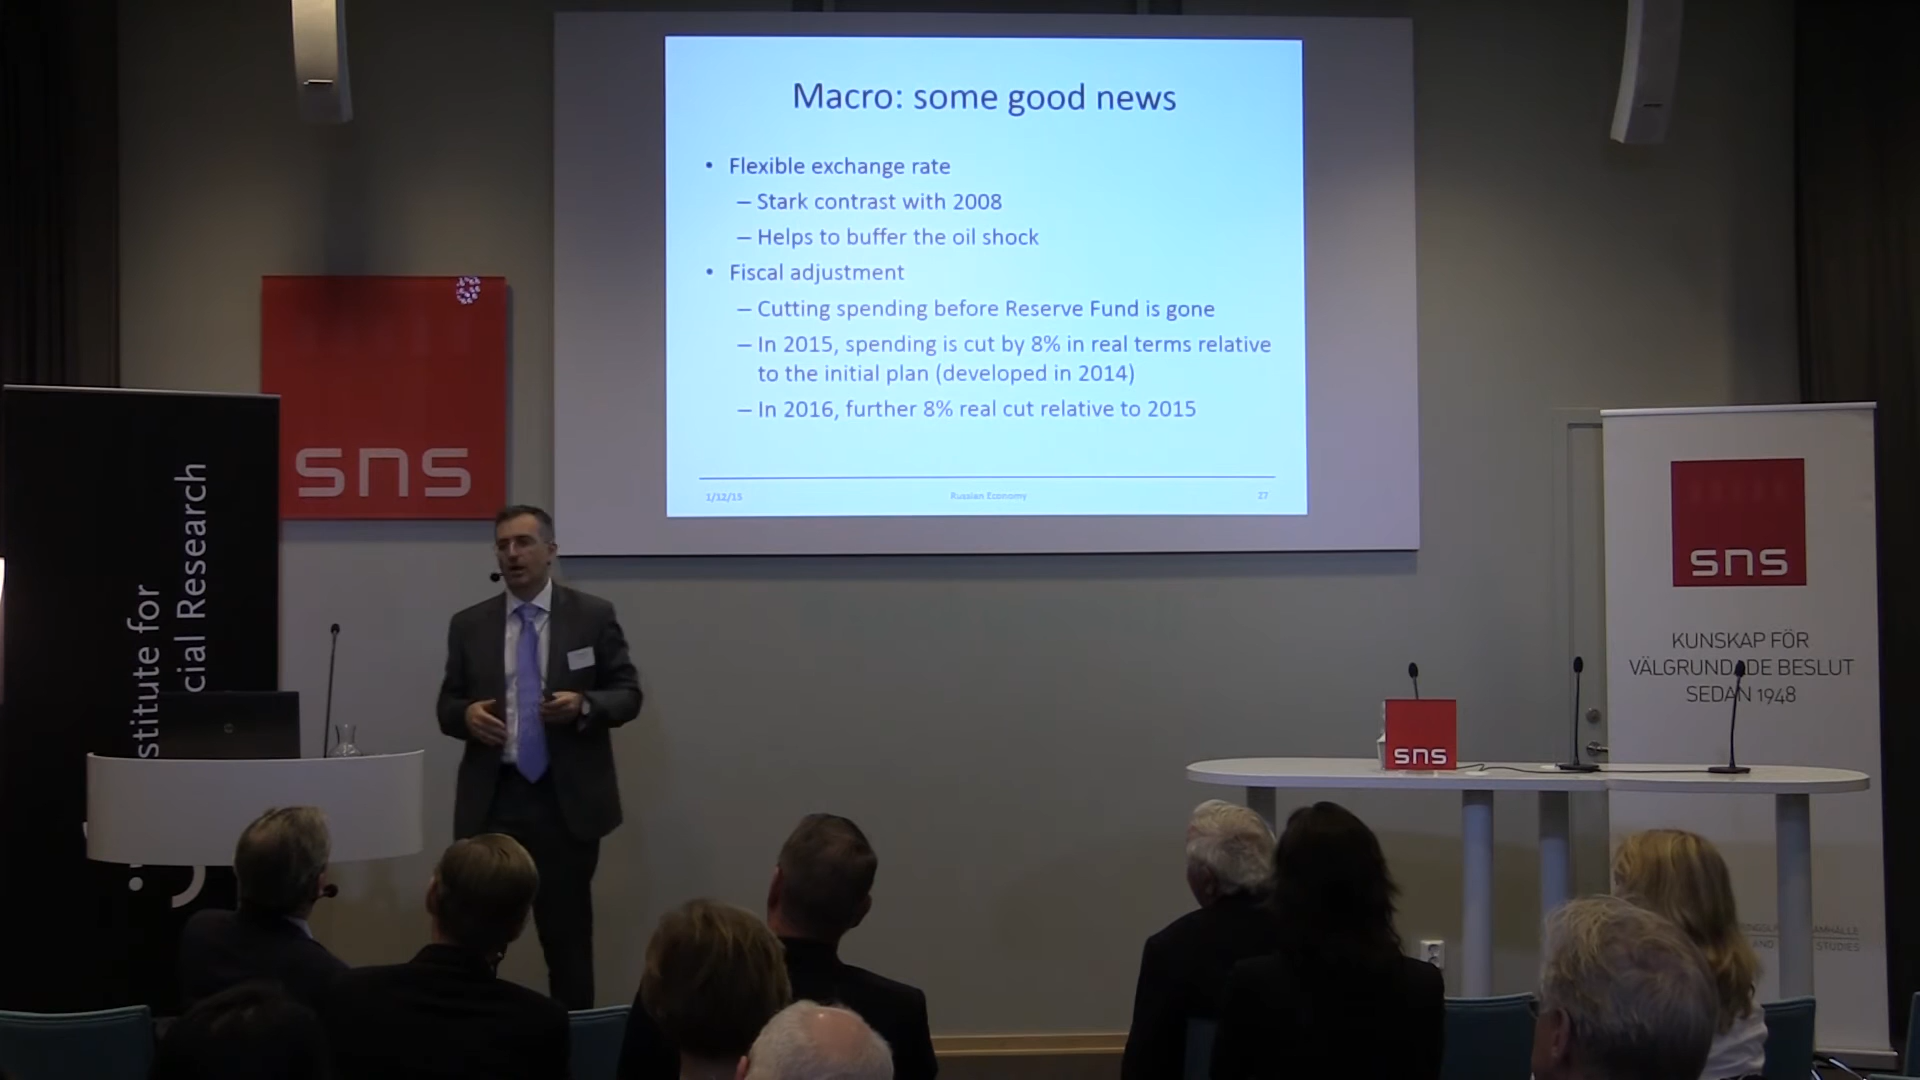 Macro: some good news
• Flexible exchange rate
– Stark contrast with 2008
– Helps to buffer the oil shock
• Fiscal adjustment
– Cutting spending before Reserve Fund is gone
– In 2015, spending is cut by 8% in real terms relative
to the initial plan (developed in 2014)
– In 2016, further 8% real cut relative to 2015
1/12/15
Russian Economy
27
sns
stitute for
cial Research
sns
KUNSKAP FÖR
VÄLGRUNDADE BESLUT
SEDAN 1948
sns
AND
STUDIES